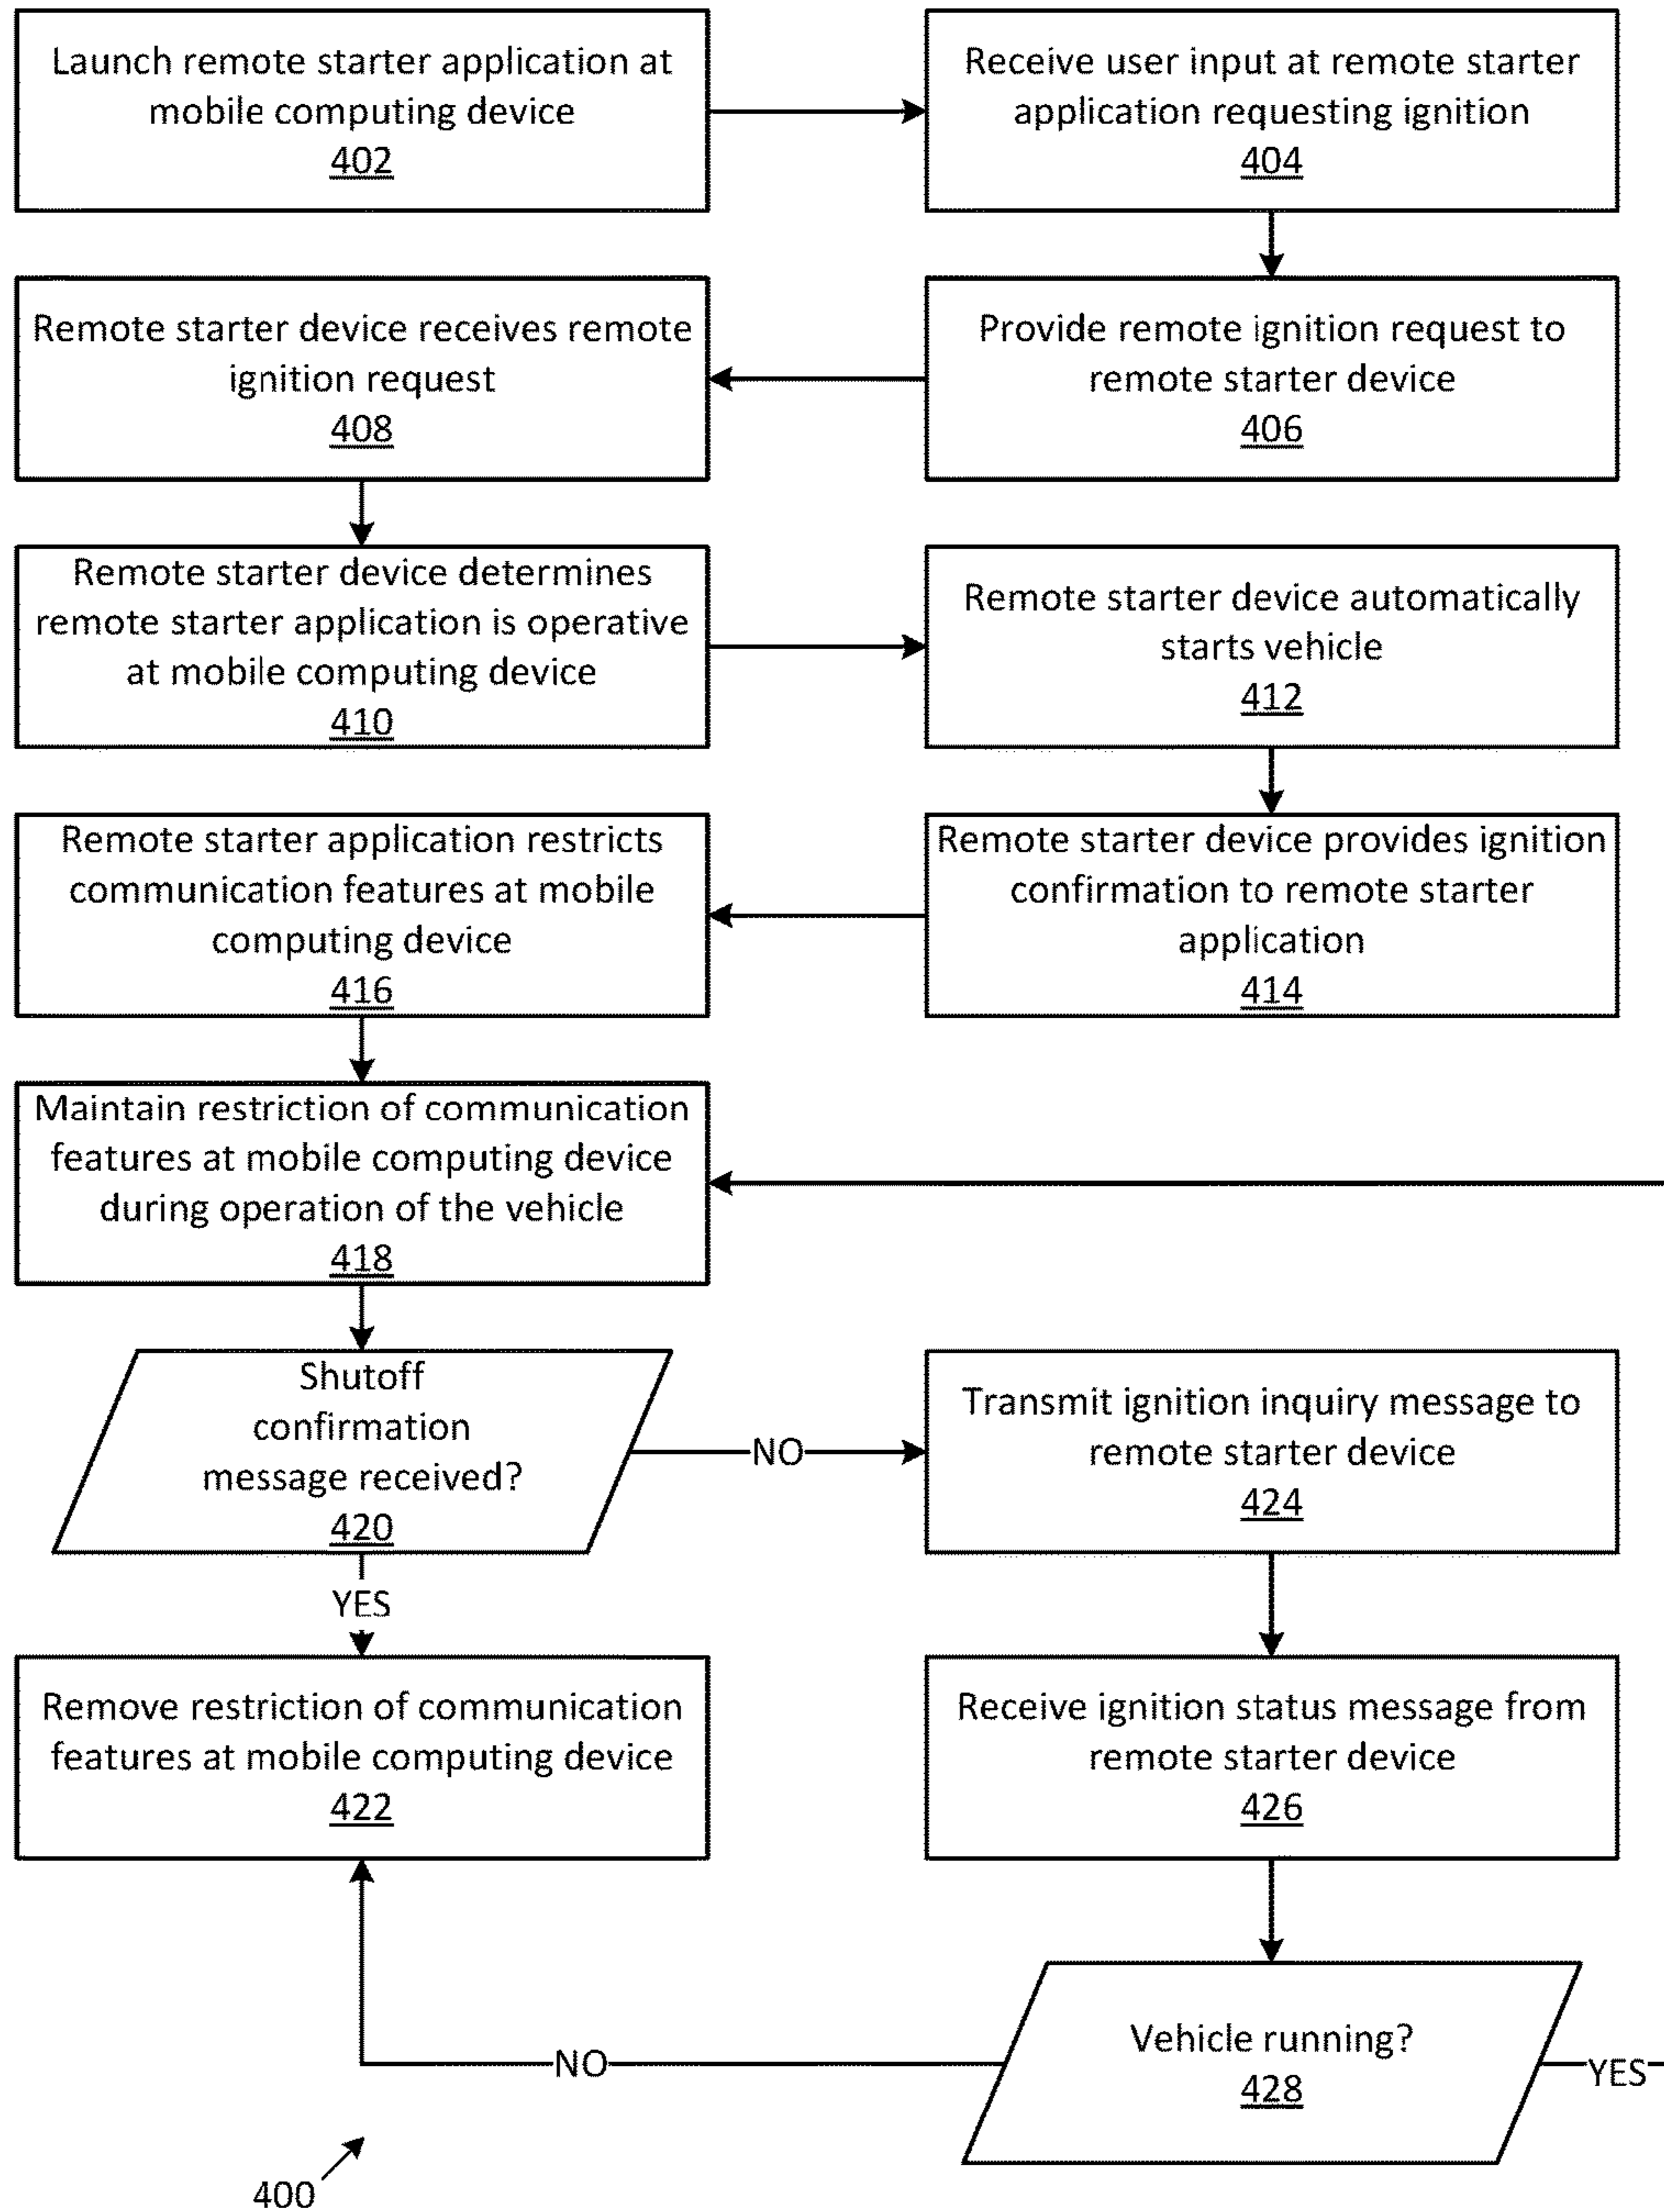 Launch remote starter application at
mobile computing device
402
Receive user input at remote starter
application requesting ignition
404
Provide remote ignition request to
remote starter device
406
Remote starter device receives remote
ignition request
408
Remote starter device determines
remote starter application is operative
at mobile computing device
410
Remote starter device automatically
starts vehicle
412
Remote starter device provides ignition
confirmation to remote starter
application
414
Remote starter application restricts
communication features at mobile
computing device
416
Maintain restriction of communication
features at mobile computing device
during operation of the vehicle
418
Shutoff
confirmation
message received?
420
NO
YES
Transmit ignition inquiry message to
remote starter device
424
Remove restriction of communication
features at mobile computing device
422
Receive ignition status message from
remote starter device
426
Vehicle running?
428
NO
YES
400